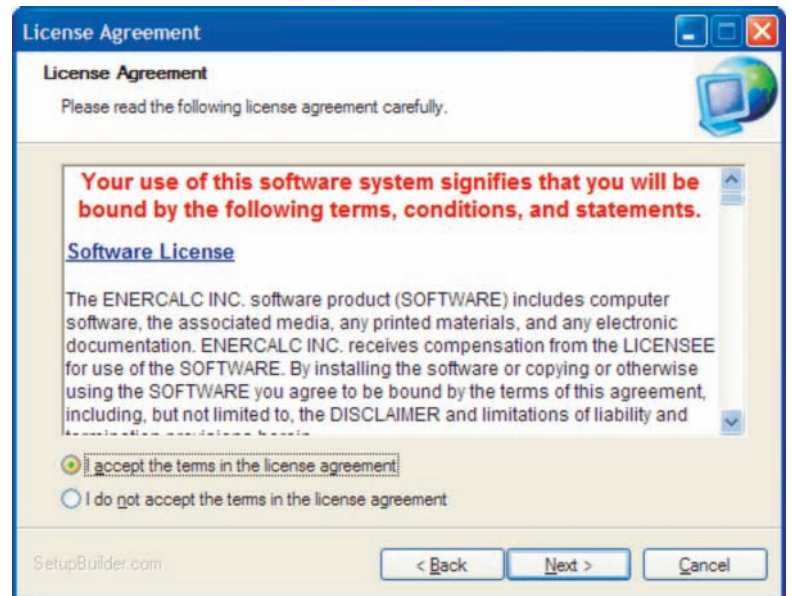 License Agreement
License Agreement
Please read the following license agreement carefully.
Your use of this software system signifies that you will be
bound by the following terms, conditions, and statements.
Software License
The ENERCALC INC. software product (SOFTWARE) includes computer
software, the associated media, any printed materials, and any electronic
documentation. ENERCALC INC. receives compensation from the LICENSEE
for use of the SOFTWARE. By installing the software or copying or otherwise
using the SOFTWARE you agree to be bound by the terms of this agreement,
including, but not limited to, the DISCLAIMER and limitations of liability and
termination provisions herein
I accept the terms in the license agreement
I do not accept the terms in the license agreement
SetupBuilder.com
< Back Next > Cancel